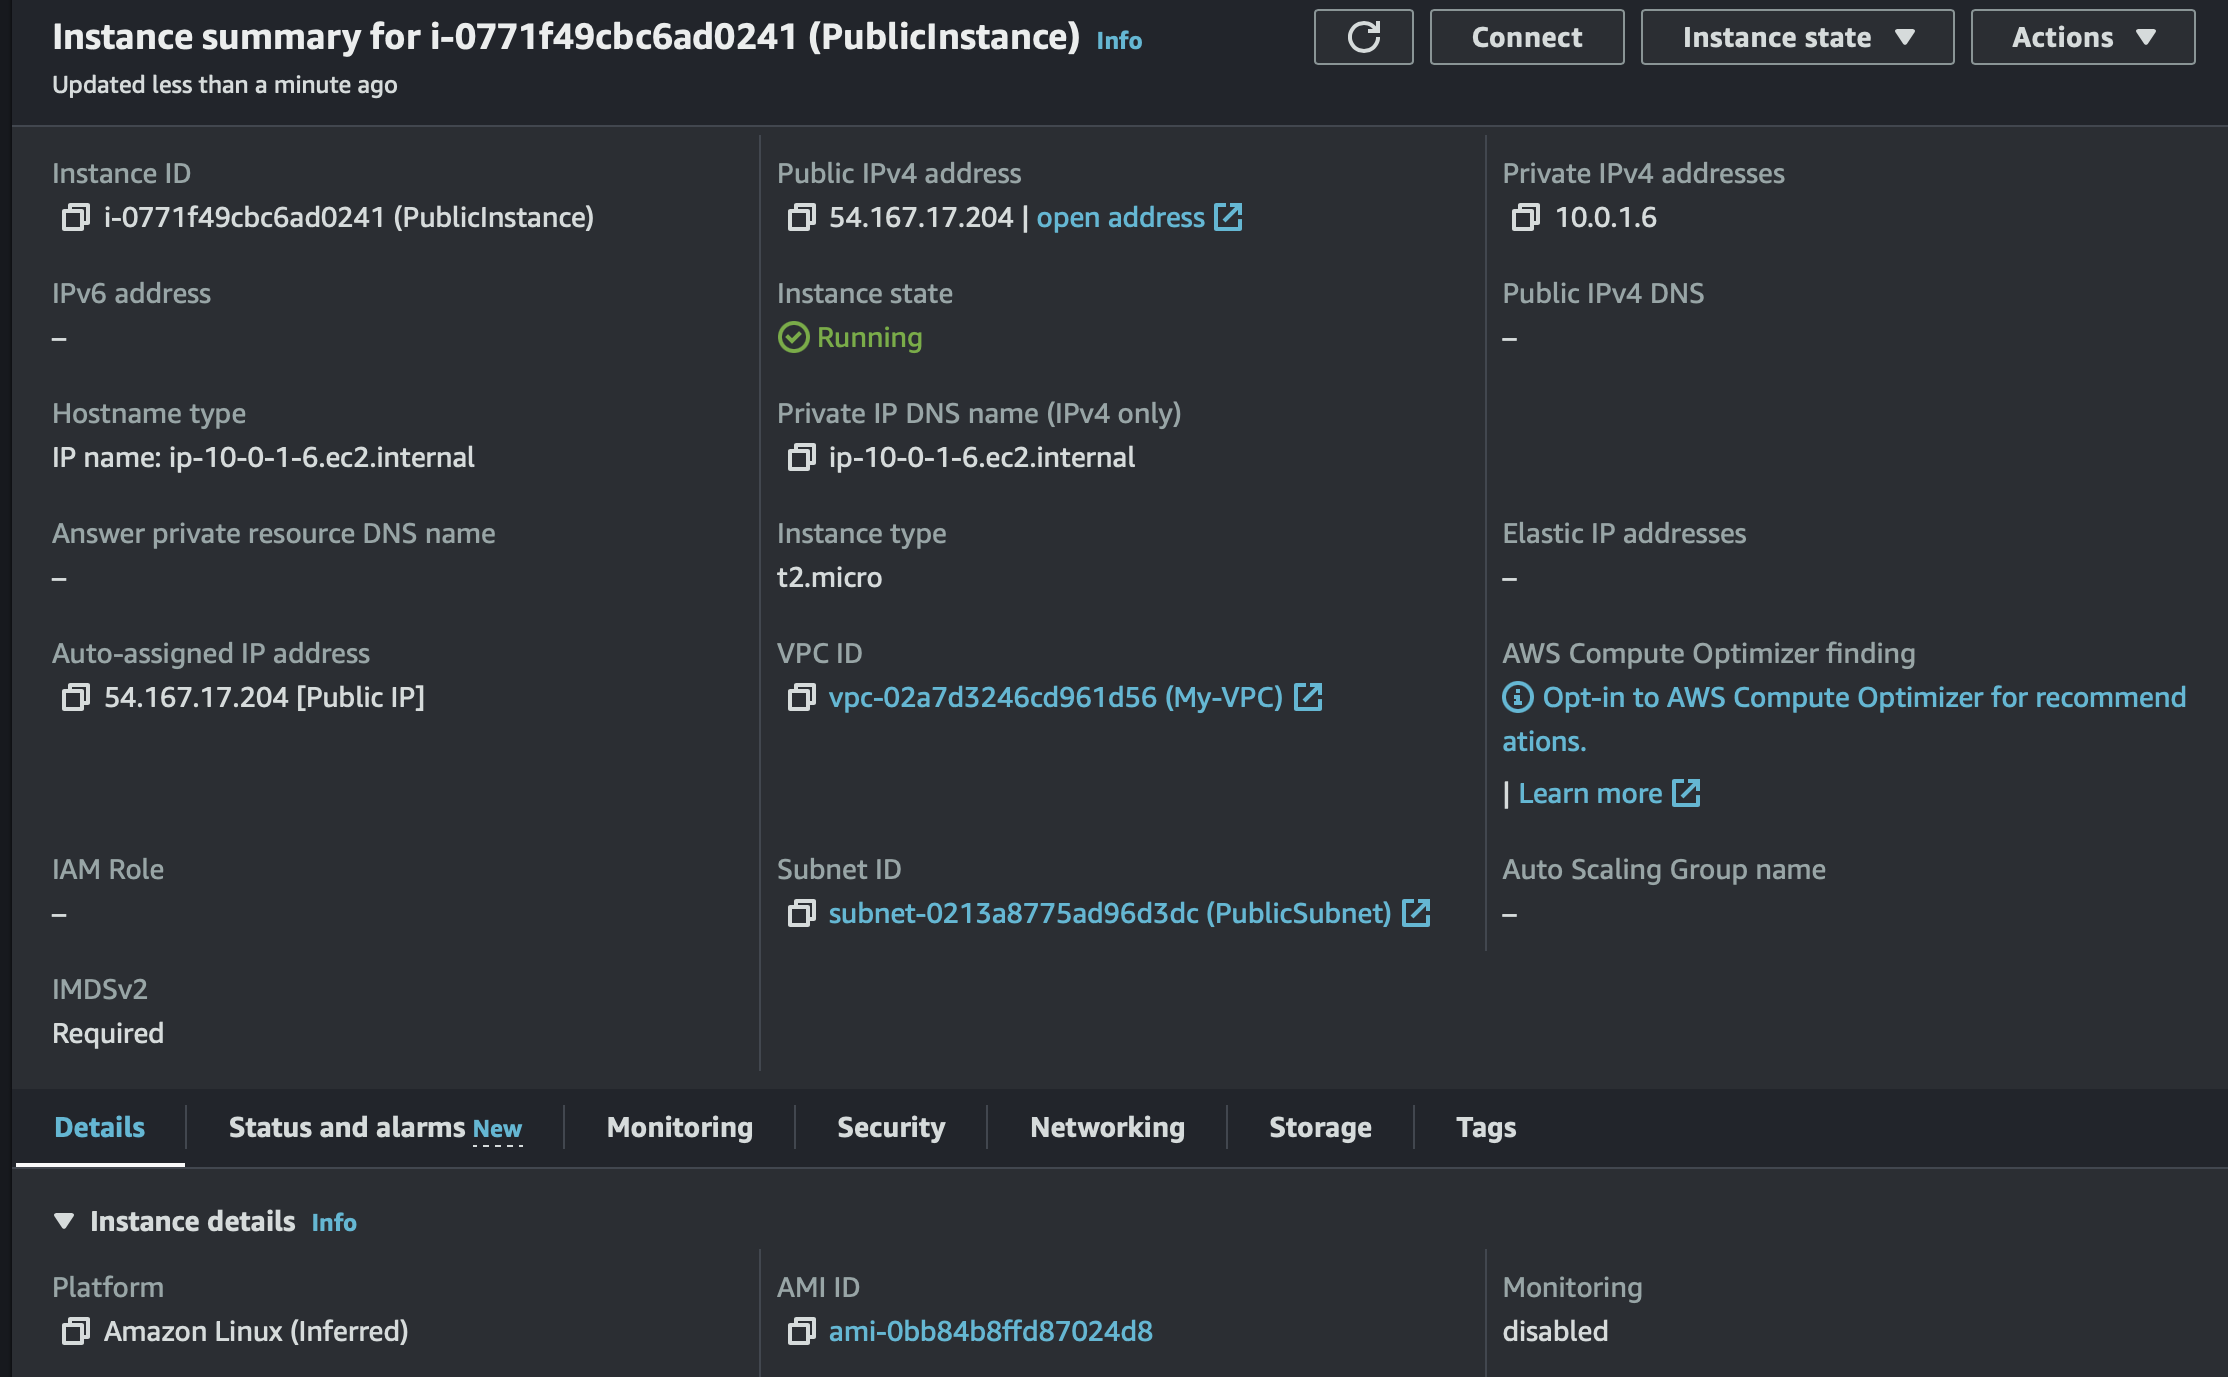 Instance summary for i-0771f49cbc6ad0241 (PublicInstance) Info
Connect
Instance state
Actions
Updated less than a minute ago
Instance ID
i-0771f49cbc6ad0241 (PublicInstance)
Public IPv4 address
54.167.17.204 | open address
Private IPv4 addresses
10.0.1.6
IPv6 address
–
Instance state
Running
Public IPv4 DNS
–
Hostname type
IP name: ip-10-0-1-6.ec2.internal
Private IP DNS name (IPv4 only)
ip-10-0-1-6.ec2.internal
Answer private resource DNS name
–
Instance type
t2.micro
Elastic IP addresses
–
Auto-assigned IP address
54.167.17.204 [Public IP]
VPC ID
vpc-02a7d3246cd961d56 (My-VPC)
AWS Compute Optimizer finding
Opt-in to AWS Compute Optimizer for recommend
ations.
| Learn more
IAM Role
–
Subnet ID
subnet-0213a8775ad96d3dc (PublicSubnet)
Auto Scaling Group name
–
IMDSv2
Required
Details
Status and alarms New
Monitoring
Security
Networking
Storage
Tags
Instance details Info
Platform
Amazon Linux (Inferred)
AMI ID
ami-0bb84b8ffd87024d8
Monitoring
disabled